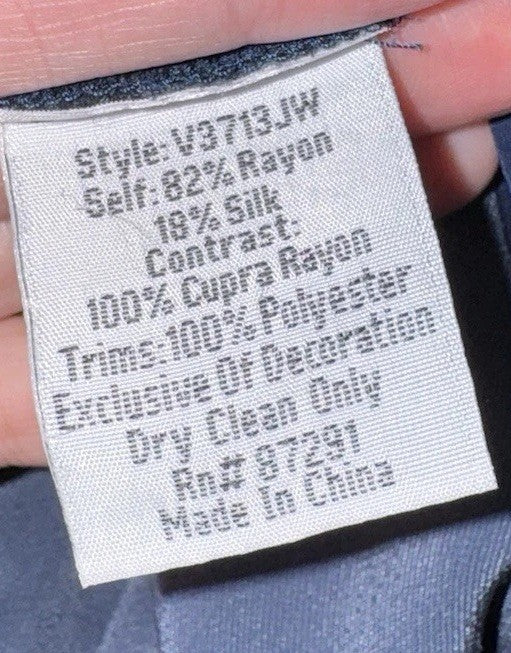 Style: V3713JW
Self: 82% Rayon
18% Silk
Contrast:
100% Cupra Rayon
Trims:100% Polyester
Exclusive Of Decoration
Dry Clean Only
Rn# 87291
Made In China